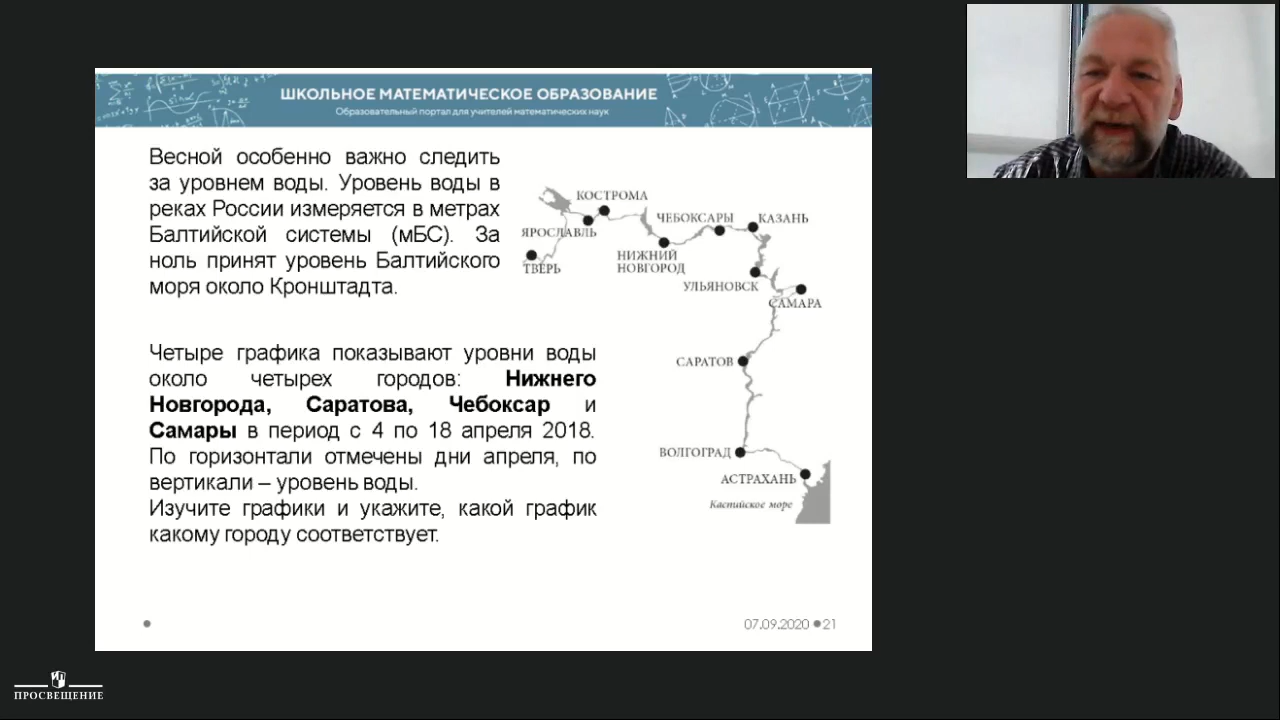 ШКОЛЬНОЕ МАТЕМАТИЧЕСКОЕ ОБРАЗОВАНИЕ
Образовательный портал для учителей математических наук
Весной особенно важно следить
за уровнем воды. Уровень воды в
реках России измеряется в метрах
Балтийской системы (мБС). За
ноль принят уровень Балтийского
моря около Кронштадта.
Четыре графика показывают уровни воды
около четырех городов: Нижнего
Новгорода, Саратова, Чебоксар и
Самары в период с 4 по 18 апреля 2018.
По горизонтали отмечены дни апреля, по
вертикали – уровень воды.
Изучите графики и укажите, какой график
какому городу соответствует.
КОСТРОМА
ЯРОСЛАВЛЬ
ТВЕРЬ
ЧЕБОКСАРЫ
КАЗАНЬ
НИЖНИЙ
НОВГОРОД
УЛЬЯНОВСК
САМАРА
САРАТОВ
ВОЛГОГРАД
АСТРАХАНЬ
Каспийское море
07.09.2020
21
ПРОСВЕЩЕНИЕ